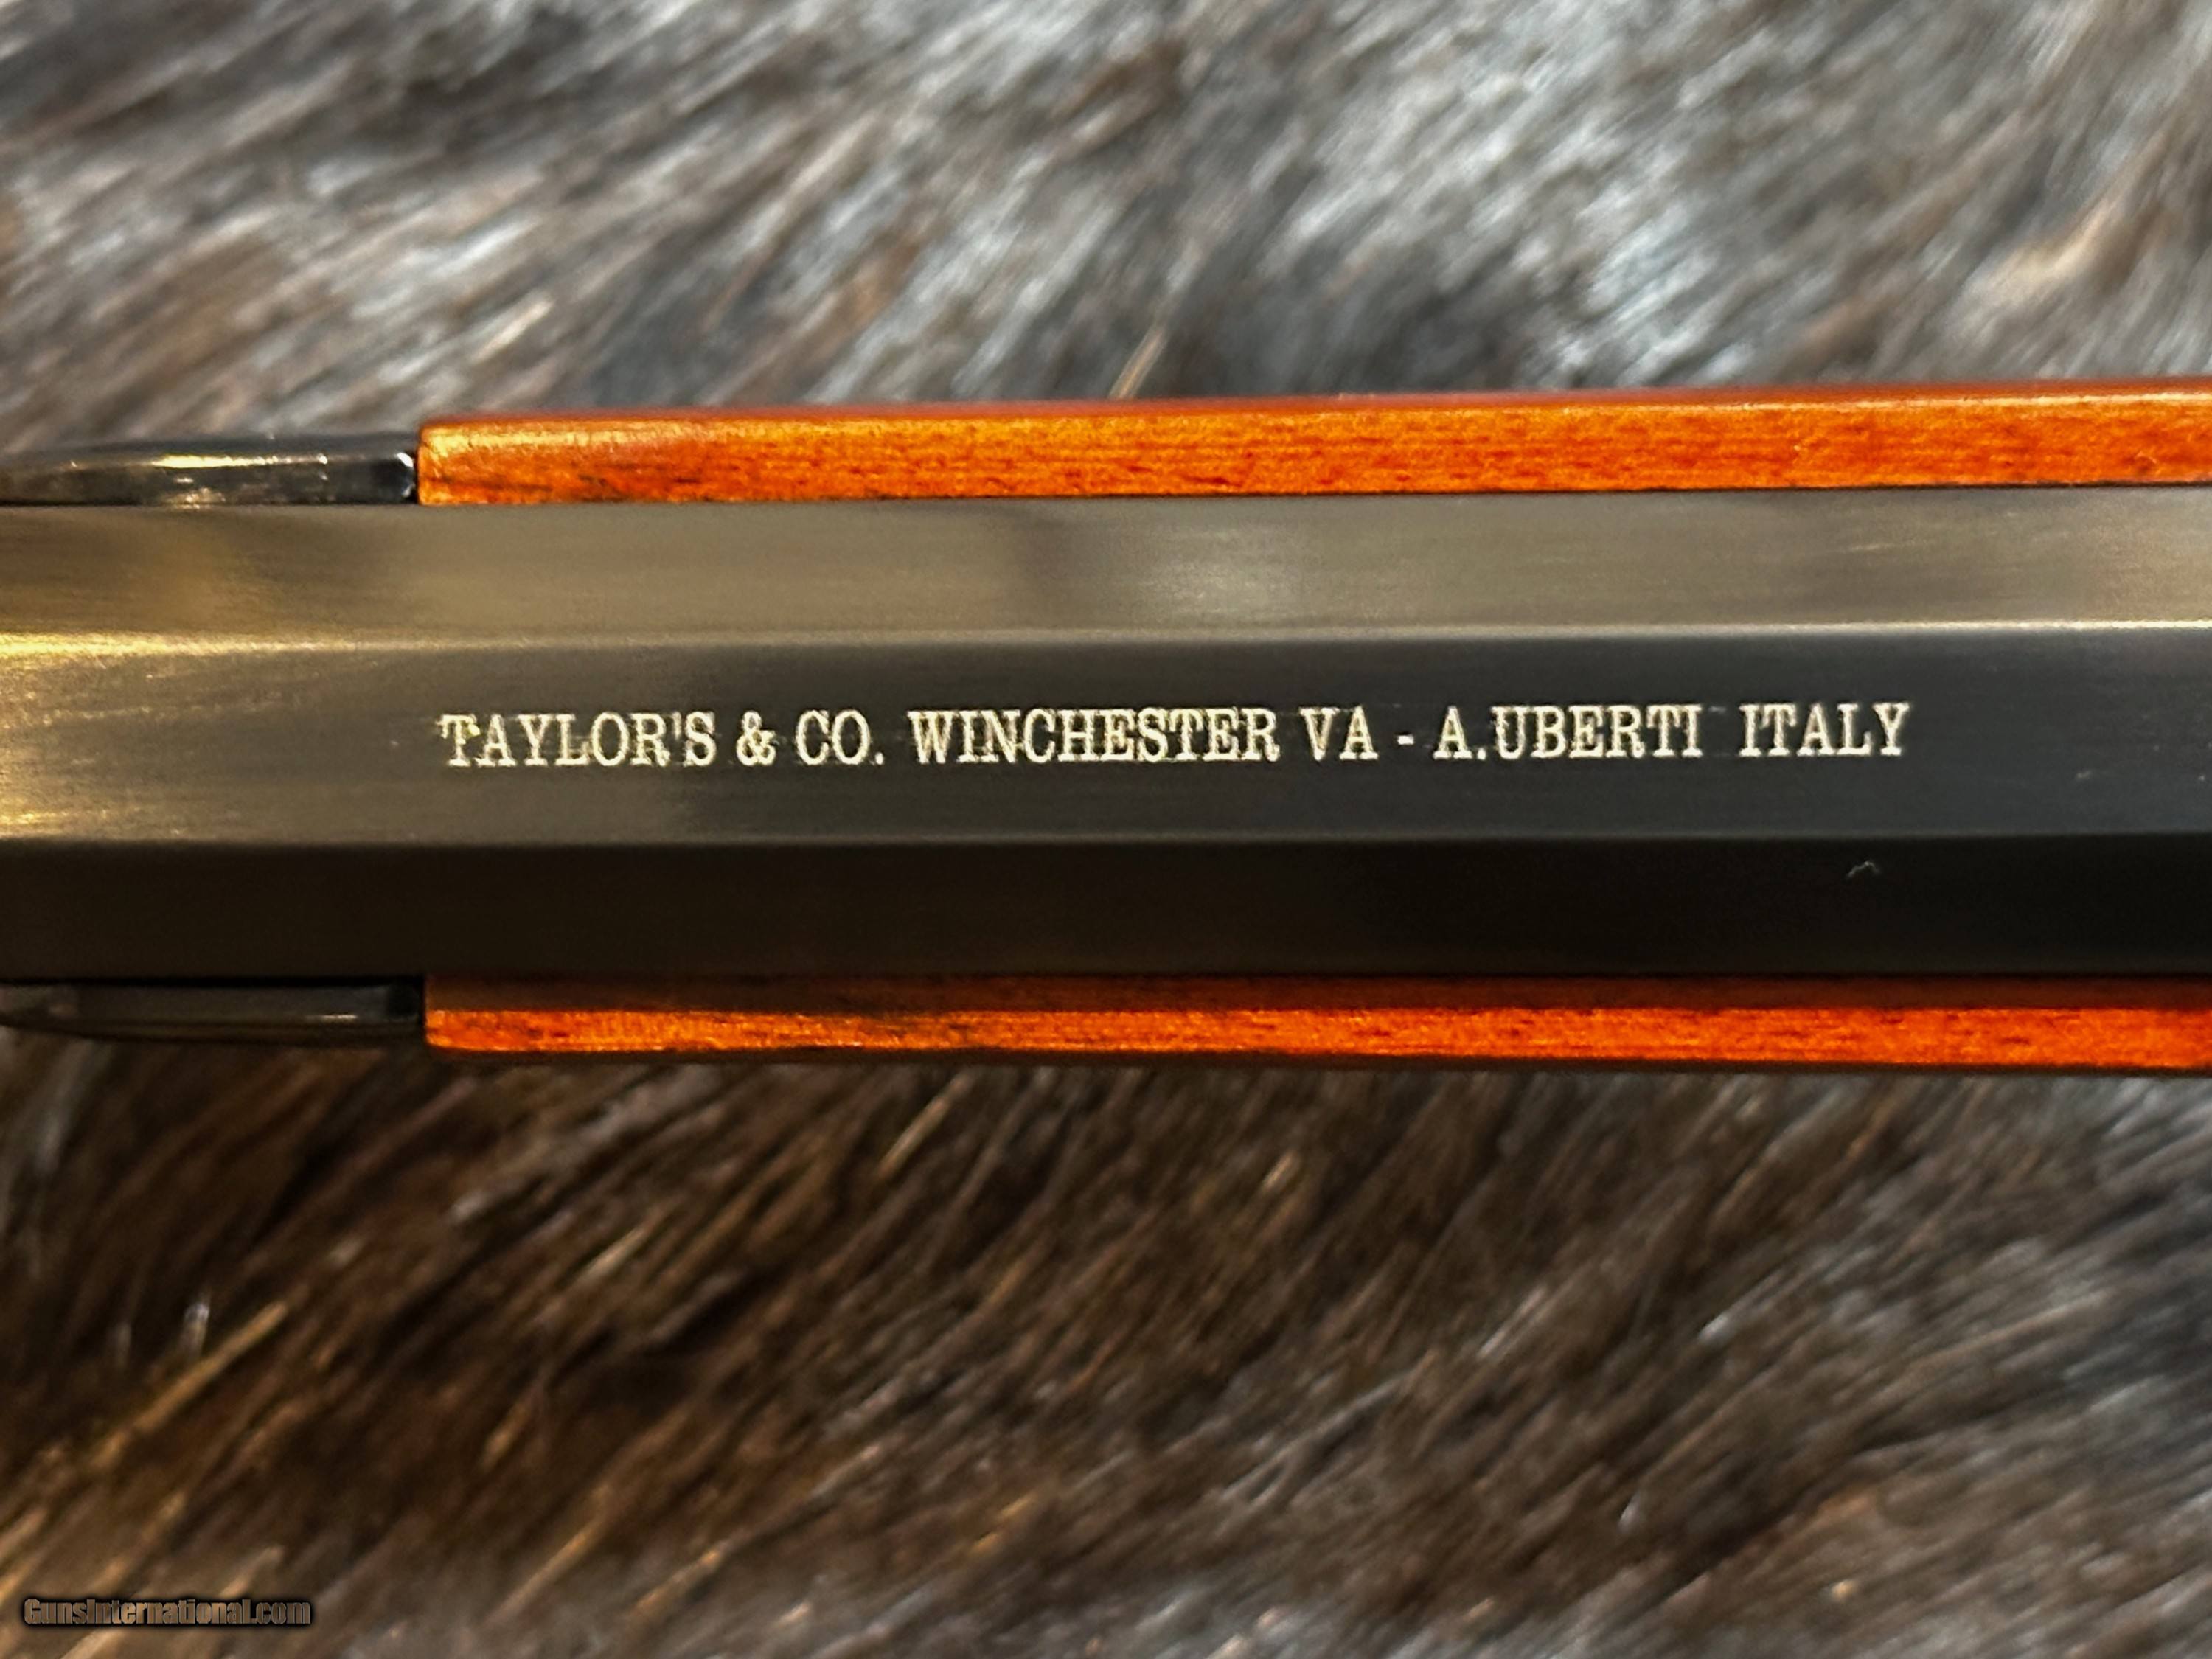 TAYLOR'S & CO. WINCHESTER VA - A.UBERTI ITALY
GunsInternational.com